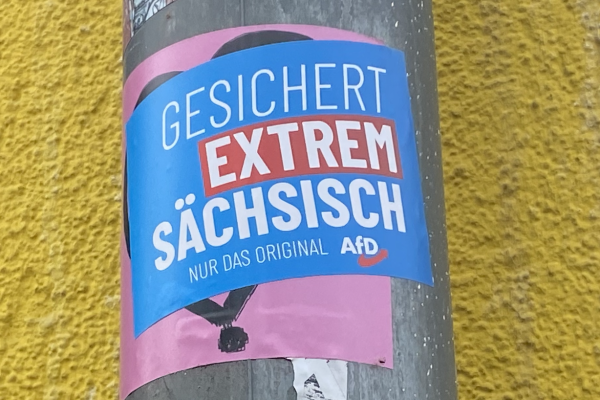 GESICHERT
EXTREM
SÄCHSISCH
NUR DAS ORIGINAL AfD